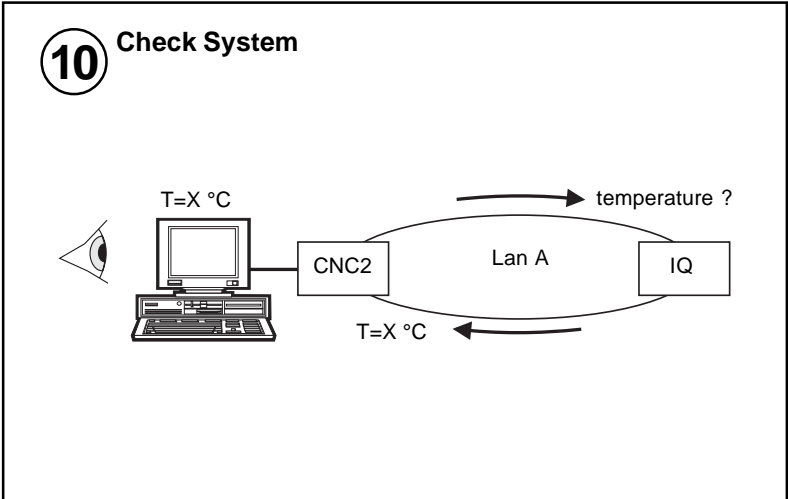 10
Check System
T=X °C
temperature ?
CNC2
Lan A
IQ
T=X °C